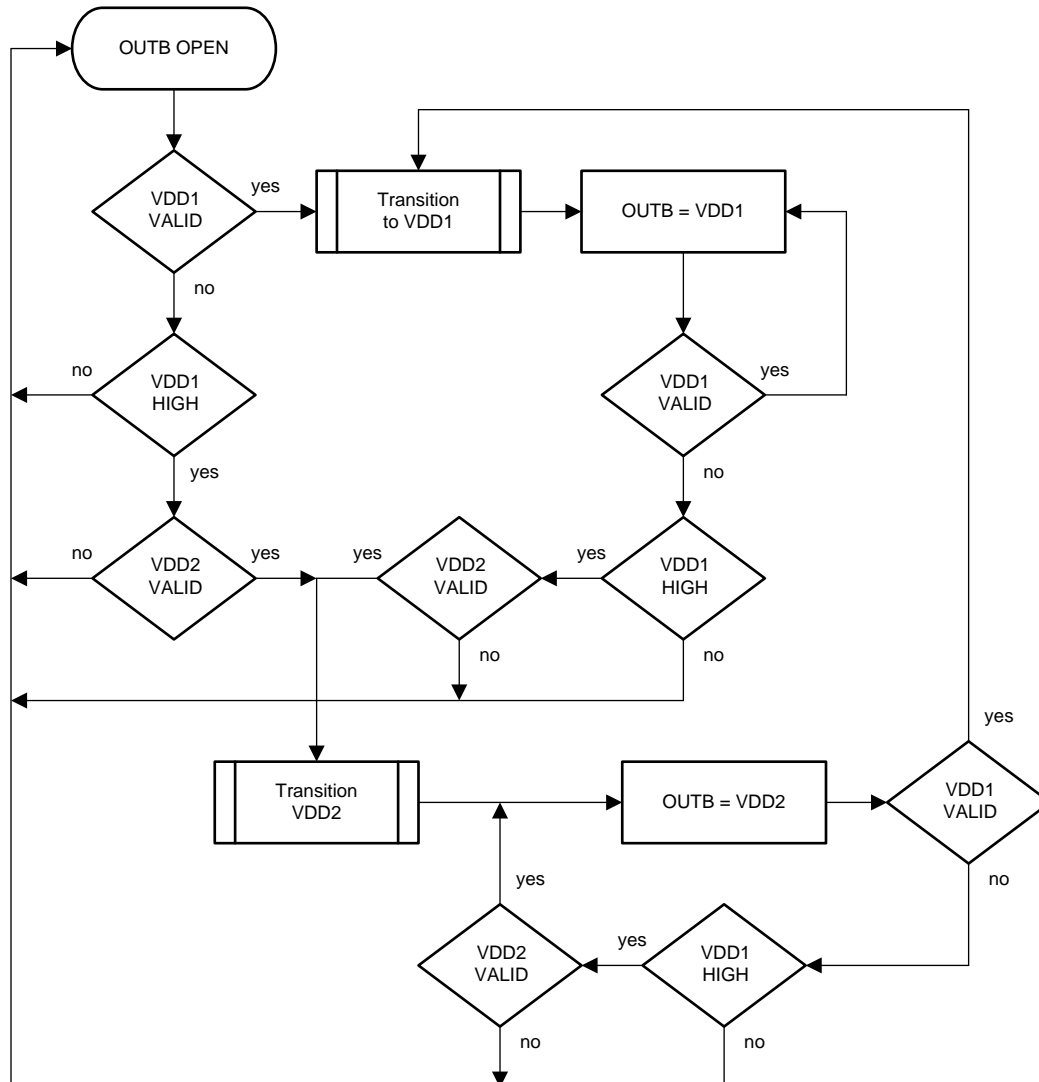 OUTB OPEN
VDD1
VALID
yes
Transition
to VDD1
OUTB = VDD1
no
no
VDD1
HIGH
VDD1
VALID
yes
yes
no
no
VDD2
VALID
yes
yes
VDD2
VALID
yes
VDD1
HIGH
no
no
yes
Transition
VDD2
OUTB = VDD2
VDD1
VALID
yes
no
VDD2
VALID
yes
VDD1
HIGH
no
no